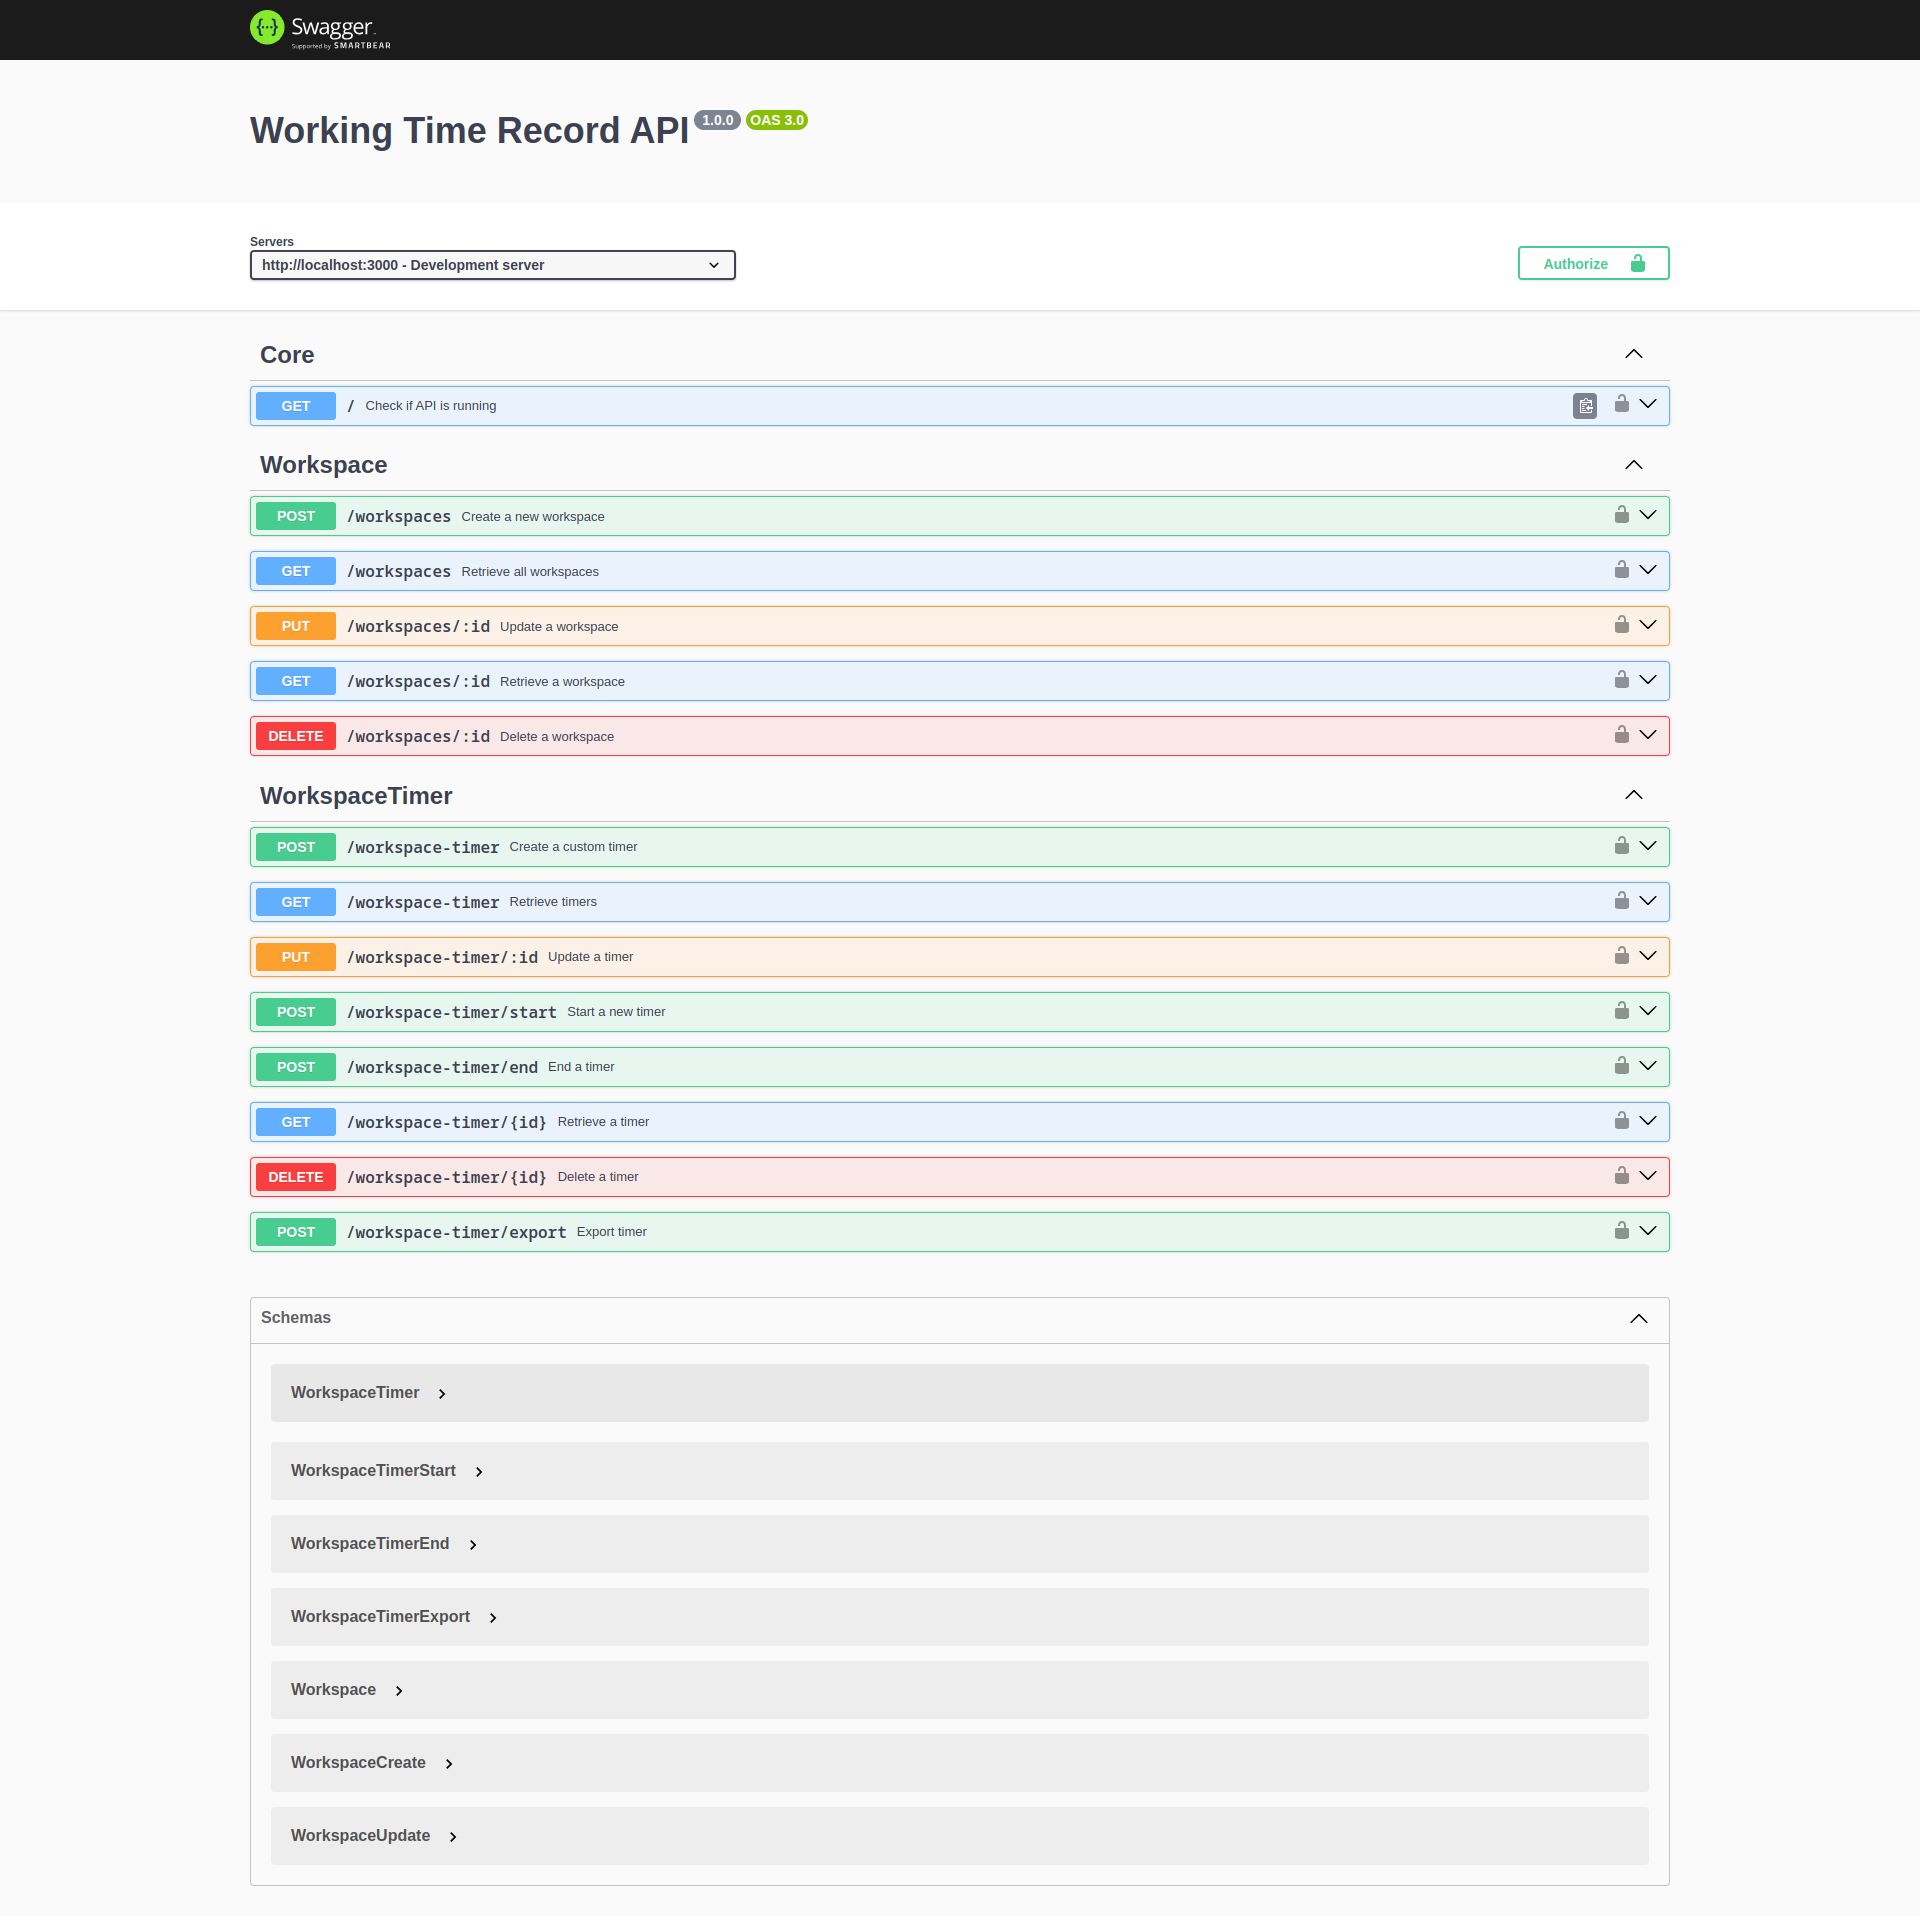 Swagger
Supported by SMARTBEAR
Working Time Record API 1.0.0 OAS 3.0
Servers
http://localhost:3000 - Development server
Authorize
Core
GET / Check if API is running
Workspace
POST /workspaces Create a new workspace
GET /workspaces Retrieve all workspaces
PUT /workspaces/:id Update a workspace
GET /workspaces/:id Retrieve a workspace
DELETE /workspaces/:id Delete a workspace
WorkspaceTimer
POST /workspace-timer Create a custom timer
GET /workspace-timer Retrieve timers
PUT /workspace-timer/:id Update a timer
POST /workspace-timer/start Start a new timer
POST /workspace-timer/end End a timer
GET /workspace-timer/{id} Retrieve a timer
DELETE /workspace-timer/{id} Delete a timer
POST /workspace-timer/export Export timer
Schemas
WorkspaceTimer
WorkspaceTimerStart
WorkspaceTimerEnd
WorkspaceTimerExport
Workspace
WorkspaceCreate
WorkspaceUpdate